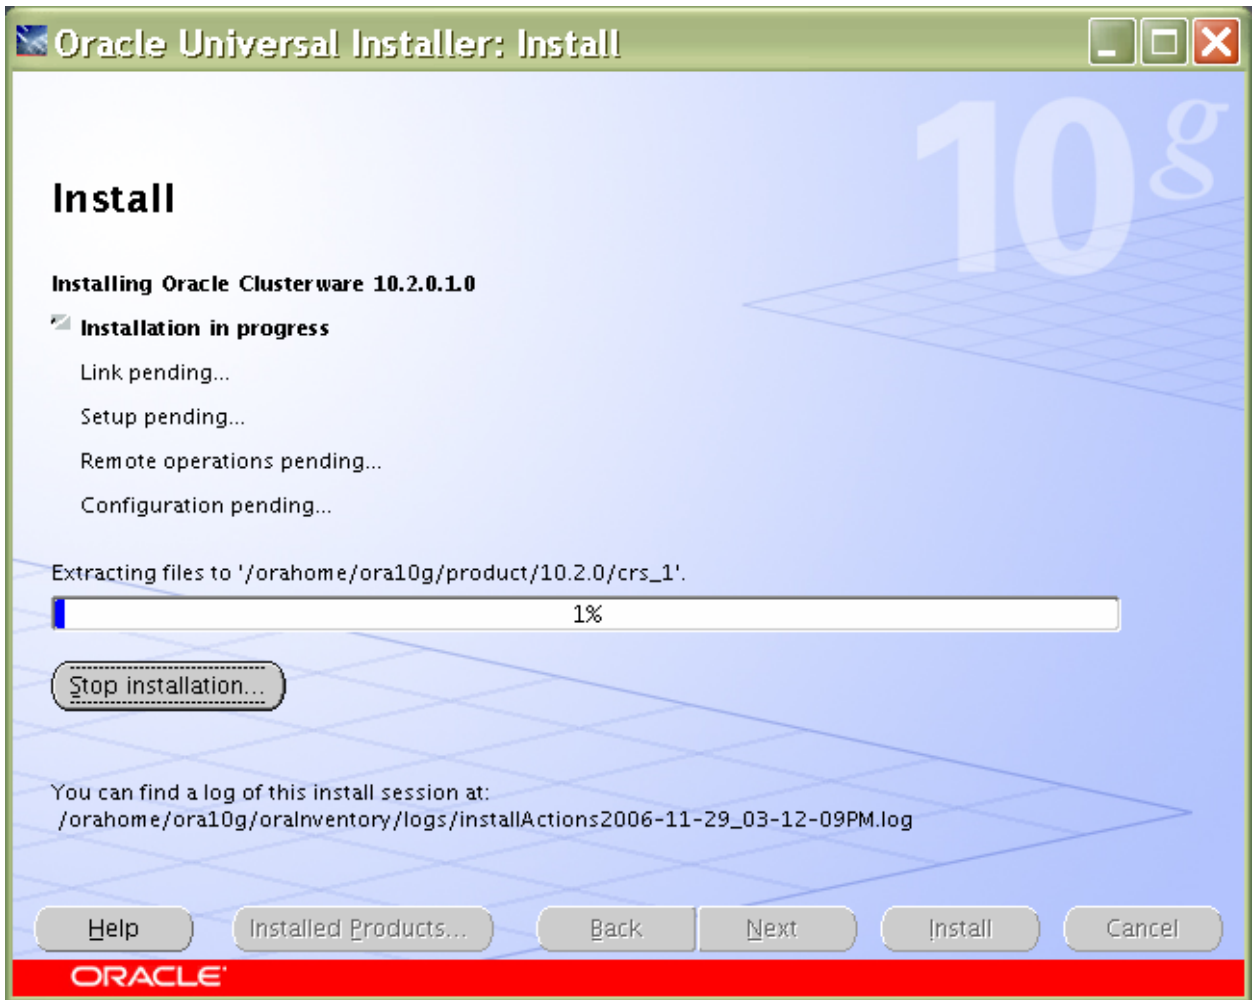 Oracle Universal Installer: Install
10g
Install
Installing Oracle Clusterware 10.2.0.1.0
Installation in progress
Link pending...
Setup pending...
Remote operations pending...
Configuration pending...
Extracting files to '/orahome/ora10g/product/10.2.0/crs_1'.
1%
Stop installation...
You can find a log of this install session at:
/orahome/ora10g/oraInventory/logs/installActions2006-11-29_03-12-09PM.log
Help Installed Products... Back Next Install Cancel
ORACLE